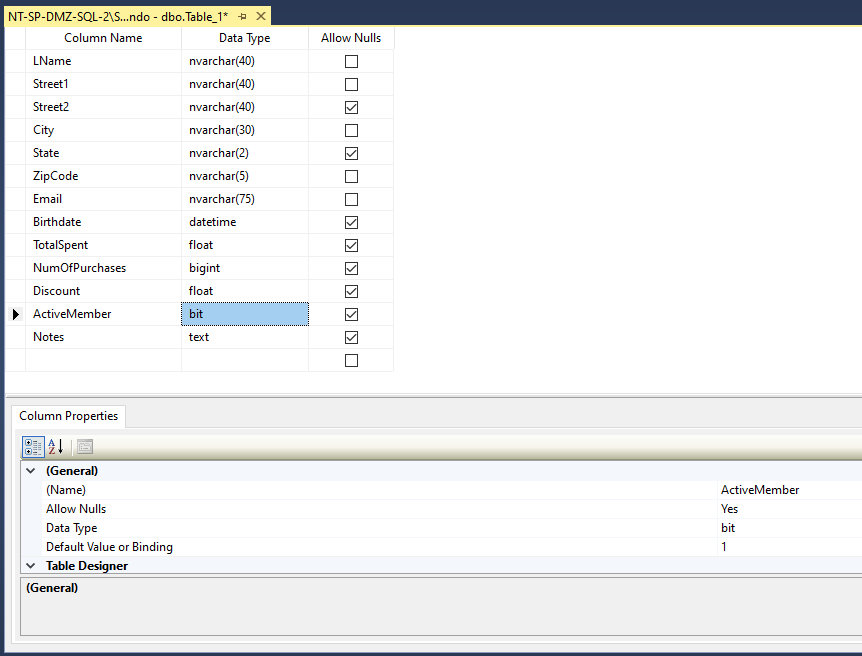 NT-SP-DMZ-SQL-2\S...ndo - dbo.Table_1*
Column Name Data Type Allow Nulls
LName nvarchar(40)
Street1 nvarchar(40)
Street2 nvarchar(40)
City nvarchar(30)
State nvarchar(2)
ZipCode nvarchar(5)
Email nvarchar(75)
Birthdate datetime
TotalSpent float
NumOfPurchases bigint
Discount float
ActiveMember bit
Notes text
Column Properties
(General)
(Name) ActiveMember
Allow Nulls Yes
Data Type bit
Default Value or Binding 1
Table Designer
(General)